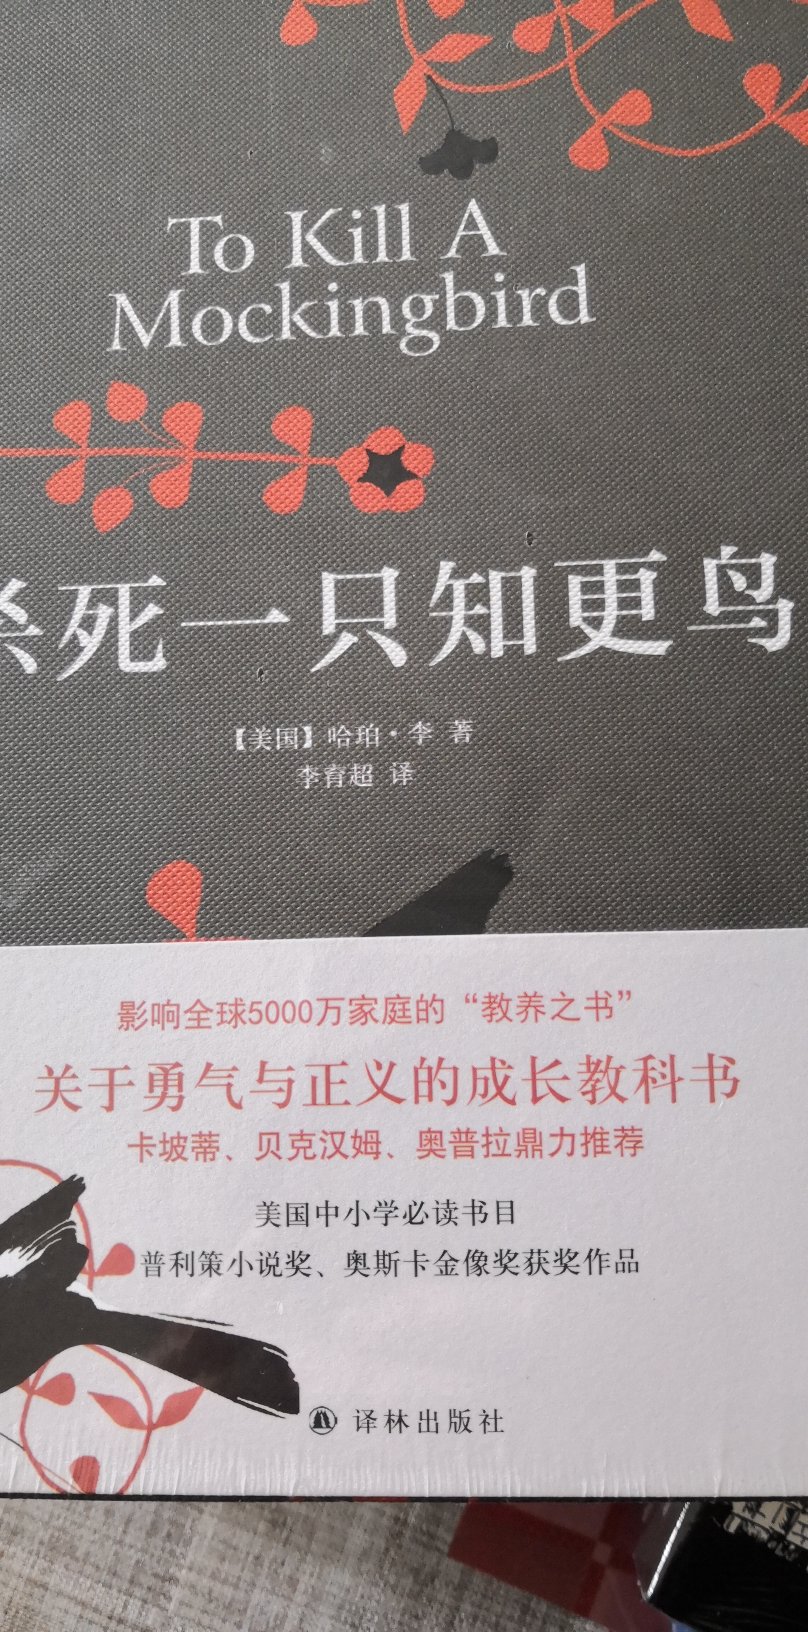 To Kill A
Mockingbird
杀死一只知更鸟
【美国】哈珀·李 著
李育超 译
影响全球5000万家庭的“教养之书”
关于勇气与正义的成长教科书
卡坡蒂、贝克汉姆、奥普拉鼎力推荐
美国中小学必读书目
普利策小说奖、奥斯卡金像奖获奖作品
译林出版社